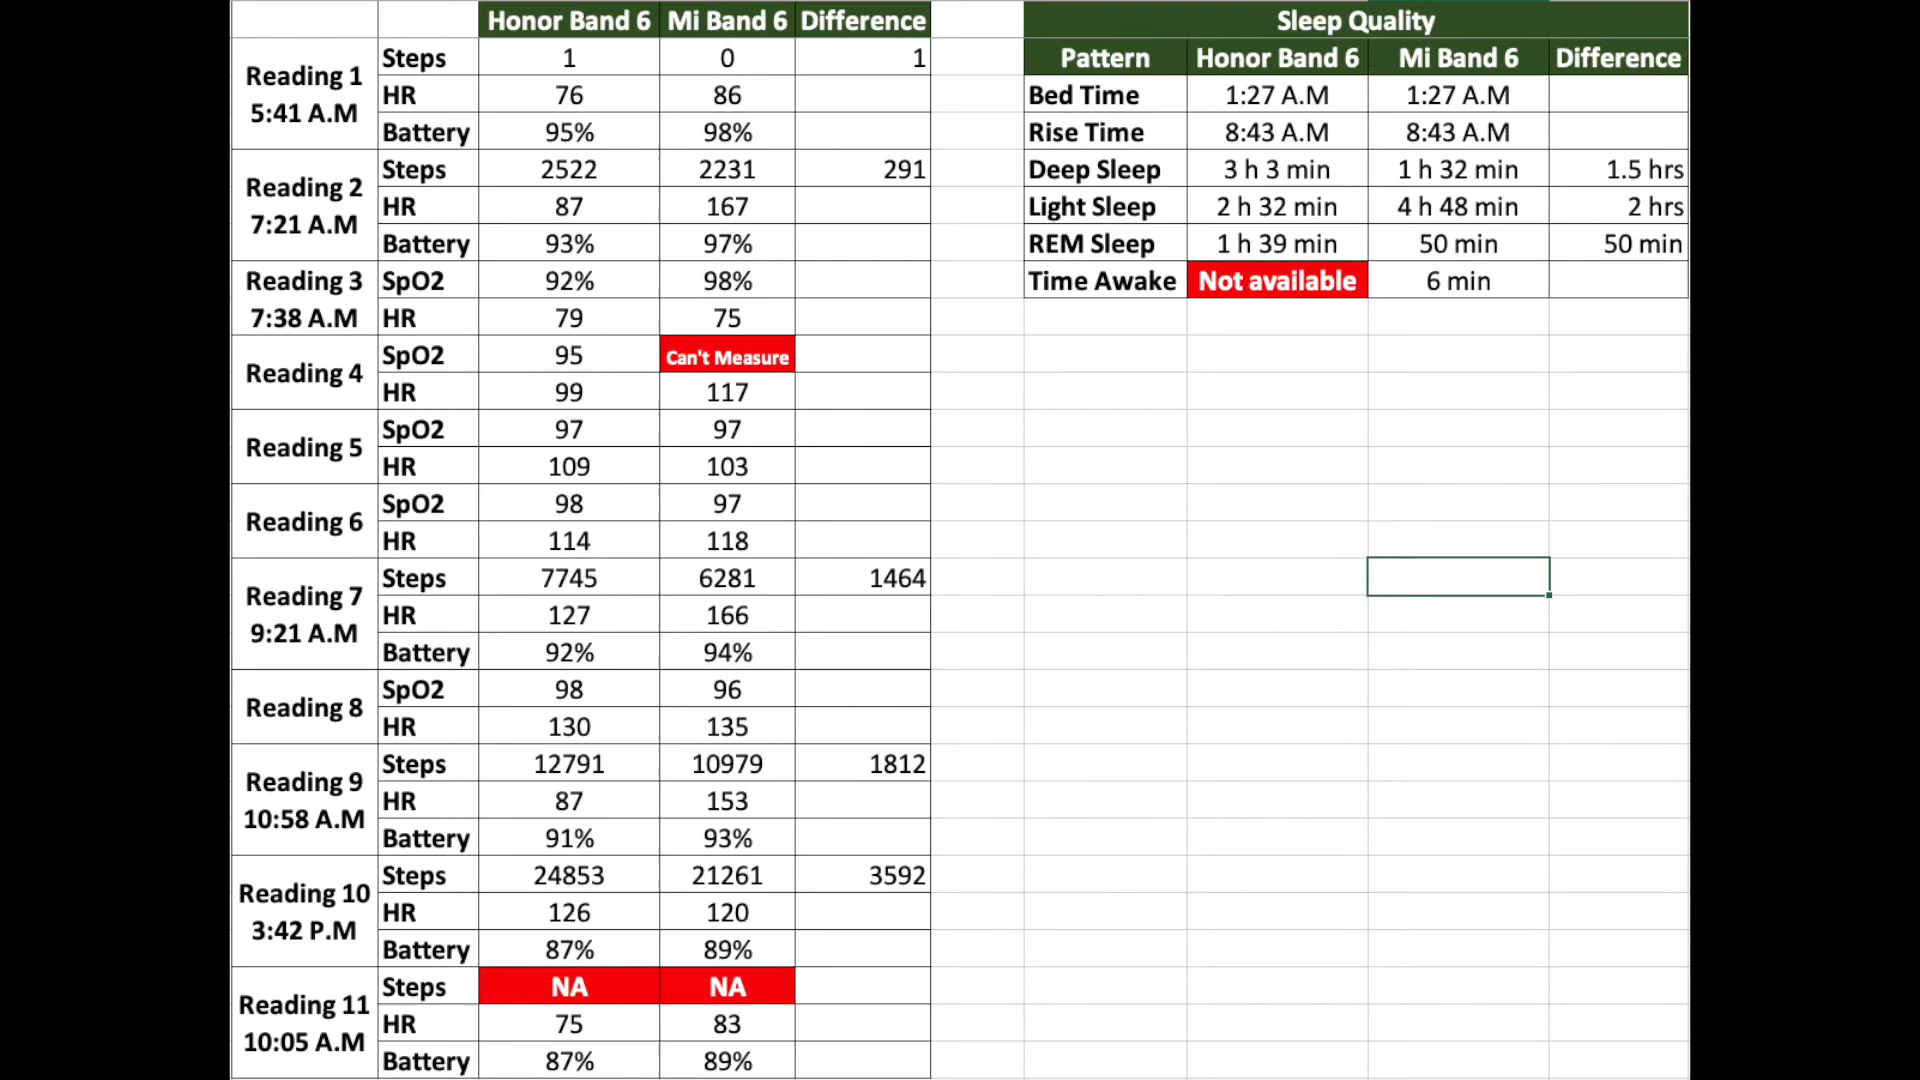 Honor Band 6 Mi Band 6 Difference
Reading 1 5:41 A.M
Steps 1 0 1
HR 76 86
Battery 95% 98%
Reading 2 7:21 A.M
Steps 2522 2231 291
HR 87 167
Battery 93% 97%
Reading 3 7:38 A.M
SpO2 92% 98%
HR 79 75
Reading 4
SpO2 95 Can't Measure
HR 99 117
Reading 5
SpO2 97 97
HR 109 103
Reading 6
SpO2 98 97
HR 114 118
Reading 7 9:21 A.M
Steps 7745 6281 1464
HR 127 166
Battery 92% 94%
Reading 8
SpO2 98 96
HR 130 135
Reading 9 10:58 A.M
Steps 12791 10979 1812
HR 87 153
Battery 91% 93%
Reading 10 3:42 P.M
Steps 24853 21261 3592
HR 126 120
Battery 87% 89%
Reading 11 10:05 A.M
Steps NA NA
HR 75 83
Battery 87% 89%
Sleep Quality
Pattern Honor Band 6 Mi Band 6 Difference
Bed Time 1:27 A.M 1:27 A.M
Rise Time 8:43 A.M 8:43 A.M
Deep Sleep 3 h 3 min 1 h 32 min 1.5 hrs
Light Sleep 2 h 32 min 4 h 48 min 2 hrs
REM Sleep 1 h 39 min 50 min 50 min
Time Awake Not available 6 min